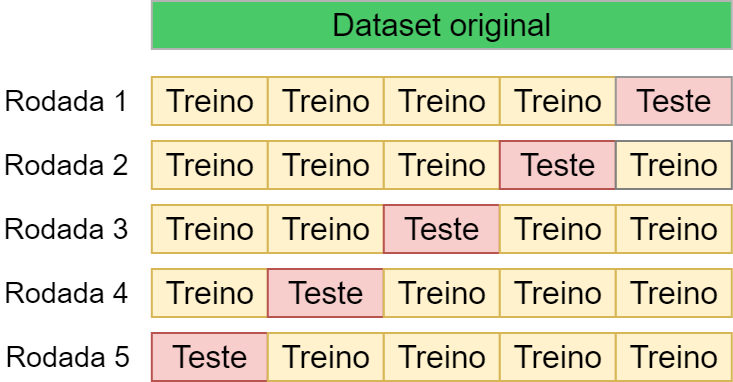 Dataset original
Rodada 1 Treino Treino Treino Treino Teste
Rodada 2 Treino Treino Treino Teste Treino
Rodada 3 Treino Treino Teste Treino Treino
Rodada 4 Treino Teste Treino Treino Treino
Rodada 5 Teste Treino Treino Treino Treino